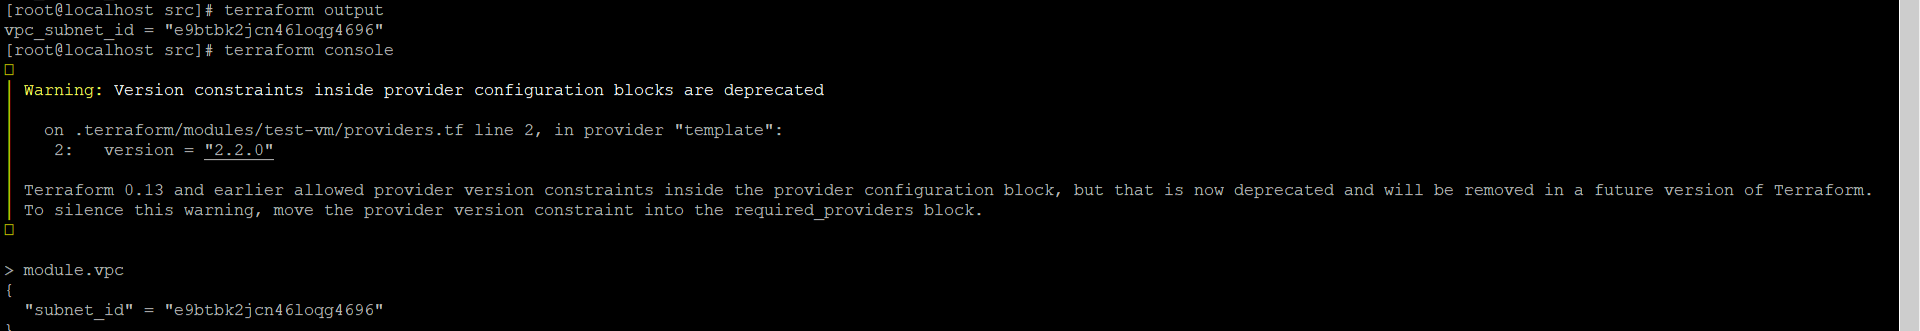 [root@localhost src]# terraform output
vpc_subnet_id = "e9btbk2jcn46loqg4696"
[root@localhost src]# terraform console
Warning: Version constraints inside provider configuration blocks are deprecated
on .terraform/modules/test-vm/providers.tf line 2, in provider "template":
2: version = "2.2.0"
Terraform 0.13 and earlier allowed provider version constraints inside the provider configuration block, but that is now deprecated and will be removed in a future version of Terraform.
To silence this warning, move the provider version constraint into the required_providers block.
> module.vpc
{
"subnet_id" = "e9btbk2jcn46loqg4696"
}